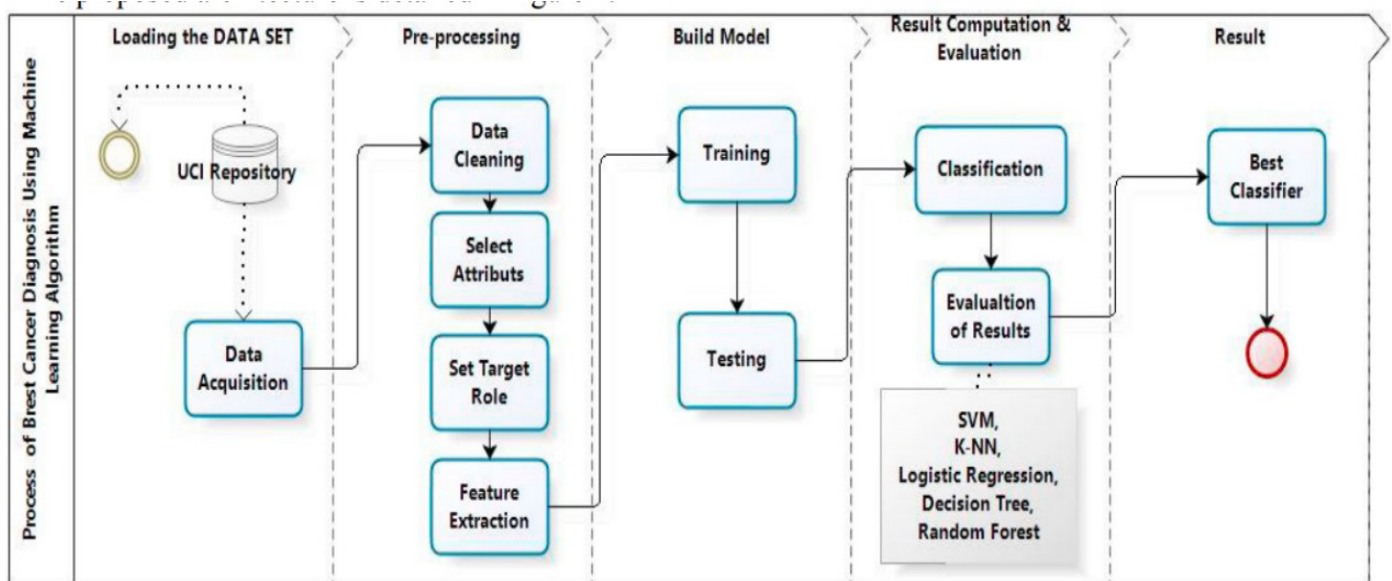 Loading the DATA SET
Pre-processing
Build Model
Result Computation &
Evaluation
Result
Process of Brest Cancer Diagnosis Using Machine
Learning Algorithm
UCI Repository
Data
Acquisition
Data
Cleaning
Select
Attributs
Set Target
Role
Feature
Extraction
Training
Testing
Classification
Evalualtion
of Results
SVM,
K-NN,
Logistic Regression,
Decision Tree,
Random Forest
Best
Classifier